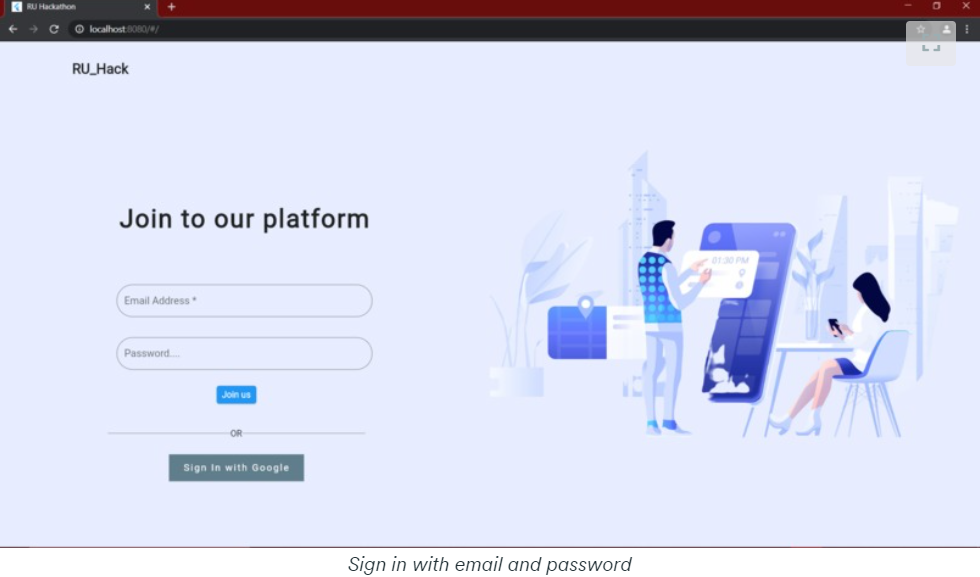 RU Hackathon
localhost:8080/#/
RU_Hack
Join to our platform
01:30 PM
Email Address *
Password....
Join us
OR
Sign In with Google
Sign in with email and password